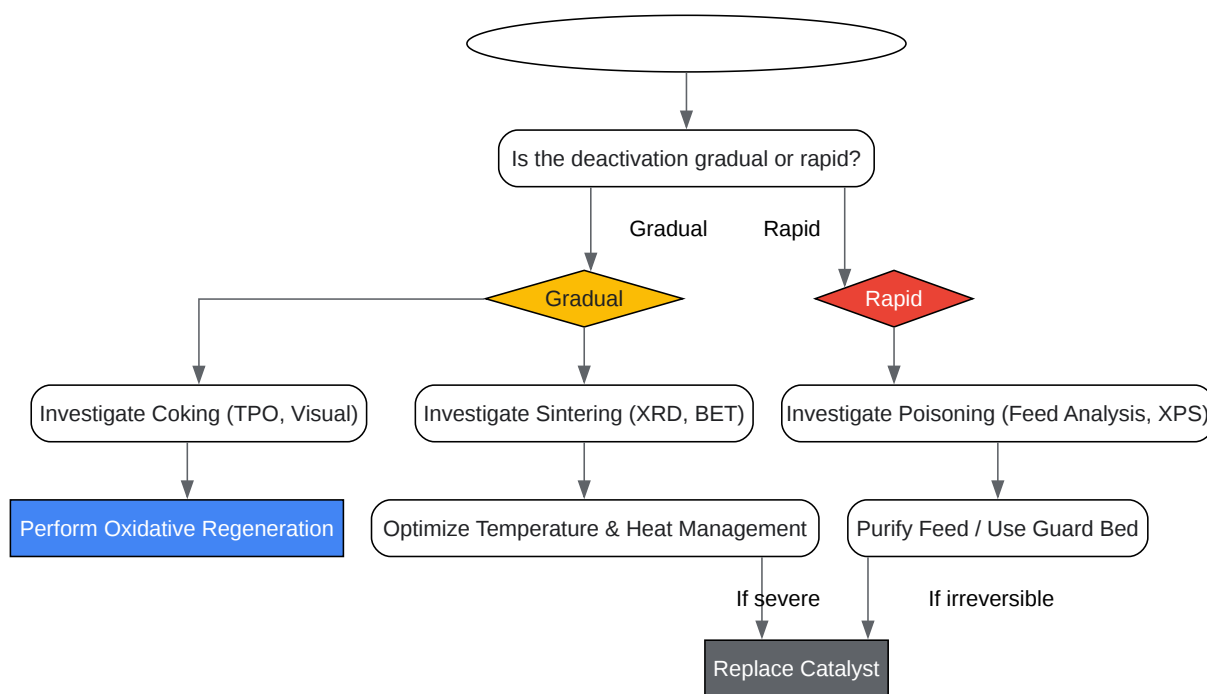 Is the deactivation gradual or rapid?
Gradual
Rapid
Gradual
Rapid
Investigate Coking (TPO, Visual)
Investigate Sintering (XRD, BET)
Investigate Poisoning (Feed Analysis, XPS)
Perform Oxidative Regeneration
Optimize Temperature & Heat Management
Purify Feed / Use Guard Bed
If severe
If irreversible
Replace Catalyst